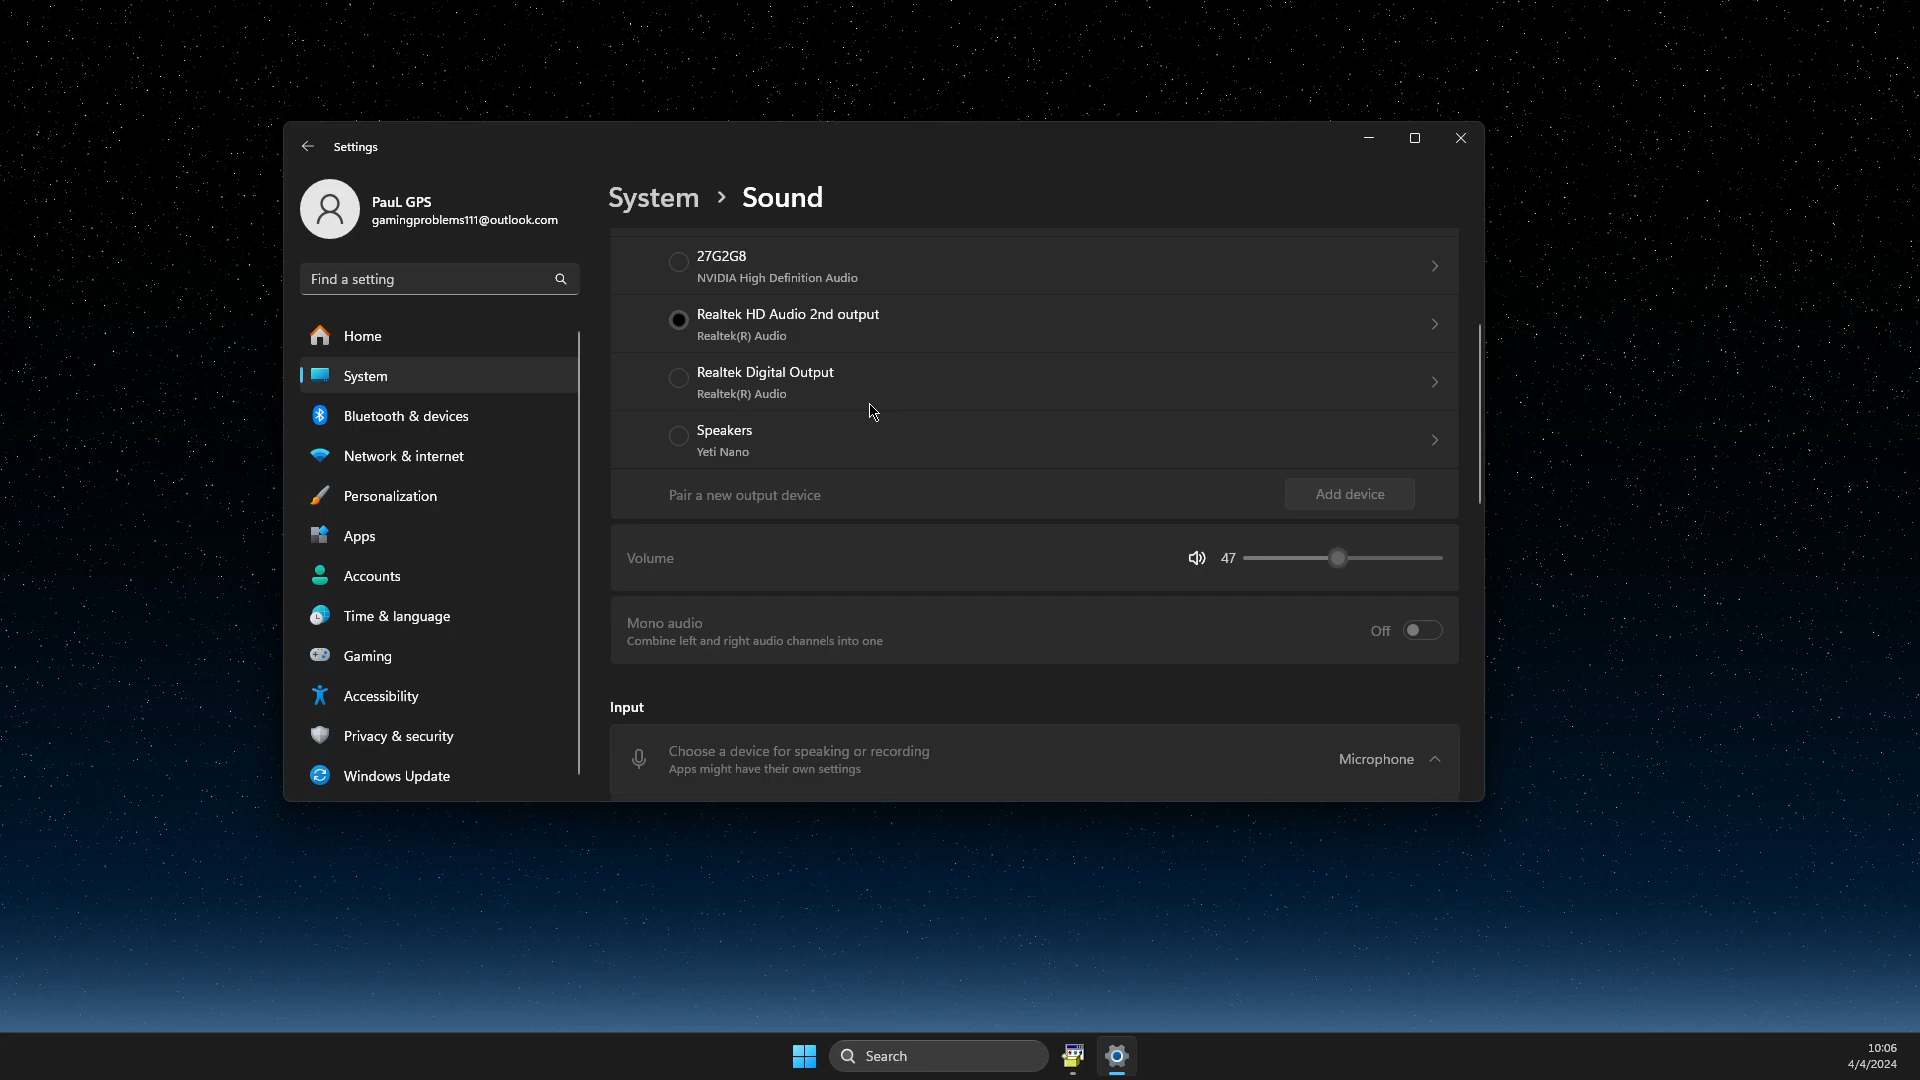 Settings
PauL GPS
gamingproblems111@outlook.com
Find a setting
Home
System
Bluetooth & devices
Network & internet
Personalization
Apps
Accounts
Time & language
Gaming
Accessibility
Privacy & security
Windows Update
System > Sound
27G2G8
NVIDIA High Definition Audio
Realtek HD Audio 2nd output
Realtek(R) Audio
Realtek Digital Output
Realtek(R) Audio
Speakers
Yeti Nano
Pair a new output device Add device
Volume 47
Mono audio
Combine left and right audio channels into one
Off
Input
Choose a device for speaking or recording
Apps might have their own settings
Microphone
Search
10:06
4/4/2024